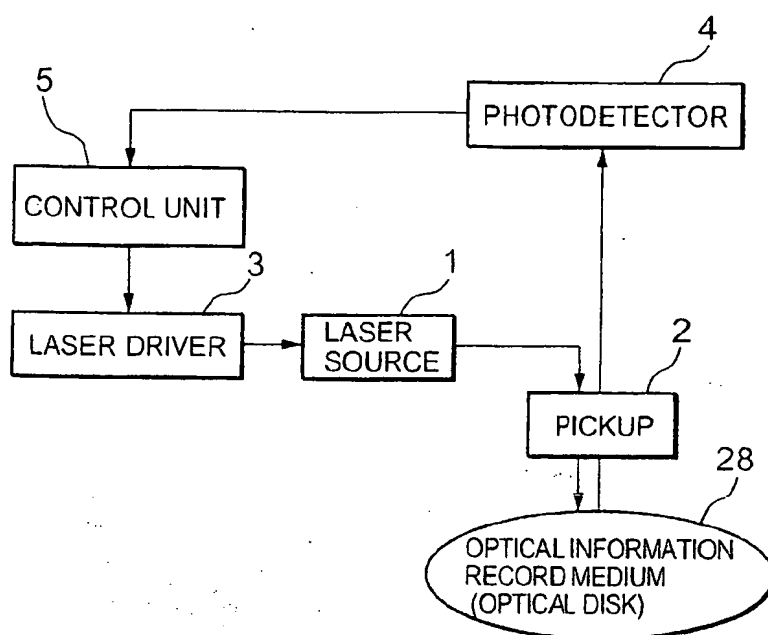 4
5
PHOTODETECTOR
CONTROL UNIT
3
1
LASER DRIVER
LASER
SOURCE
2
PICKUP
28
OPTICAL INFORMATION
RECORD MEDIUM
(OPTICAL DISK)